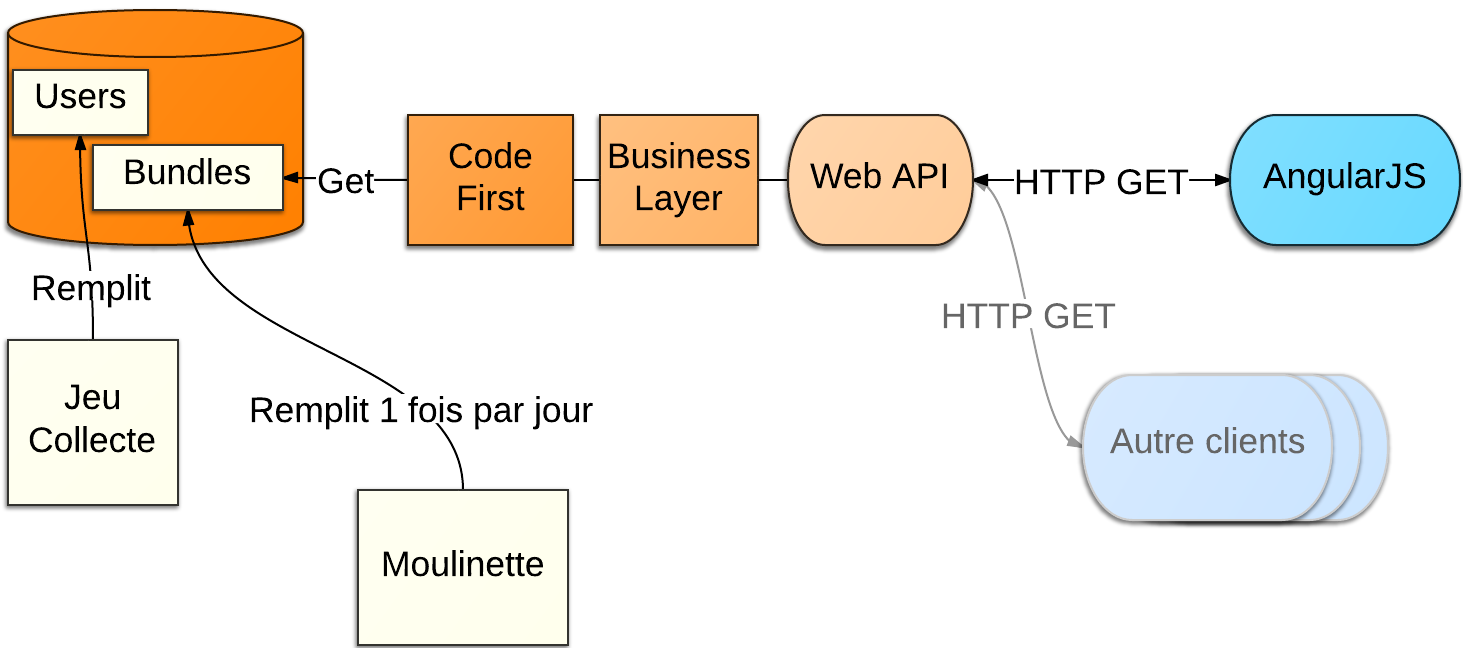 Users
Bundles
Get
Code
First
Business
Layer
Web API
HTTP GET
AngularJS
Remplit
HTTP GET
Jeu
Collecte
Remplit 1 fois par jour
Autre clients
Moulinette